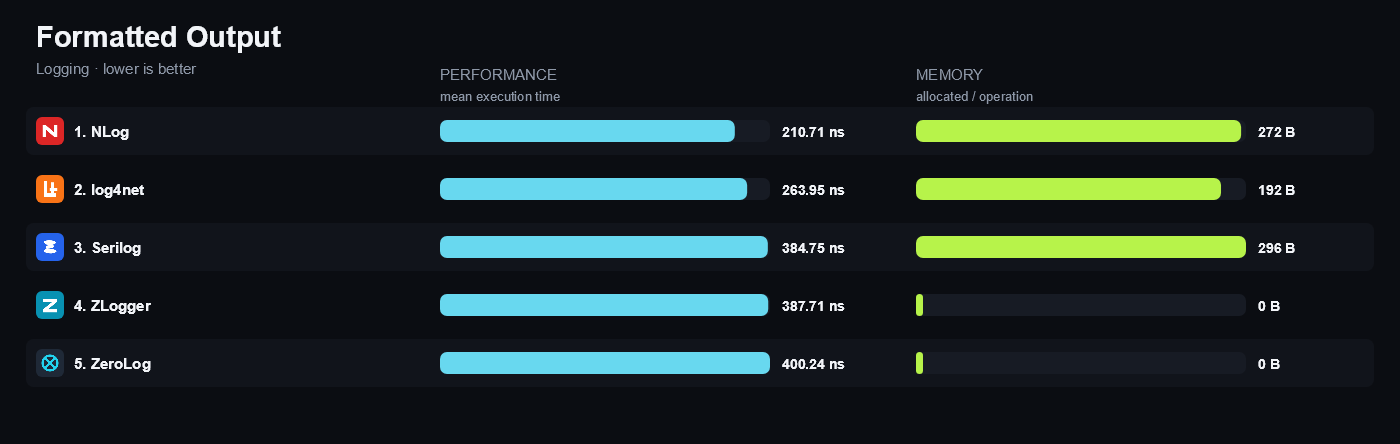 Formatted Output
Logging · lower is better
PERFORMANCE
mean execution time
MEMORY
allocated / operation
1. NLog 210.71 ns 272 B
2. log4net 263.95 ns 192 B
3. Serilog 384.75 ns 296 B
4. ZLogger 387.71 ns 0 B
5. ZeroLog 400.24 ns 0 B